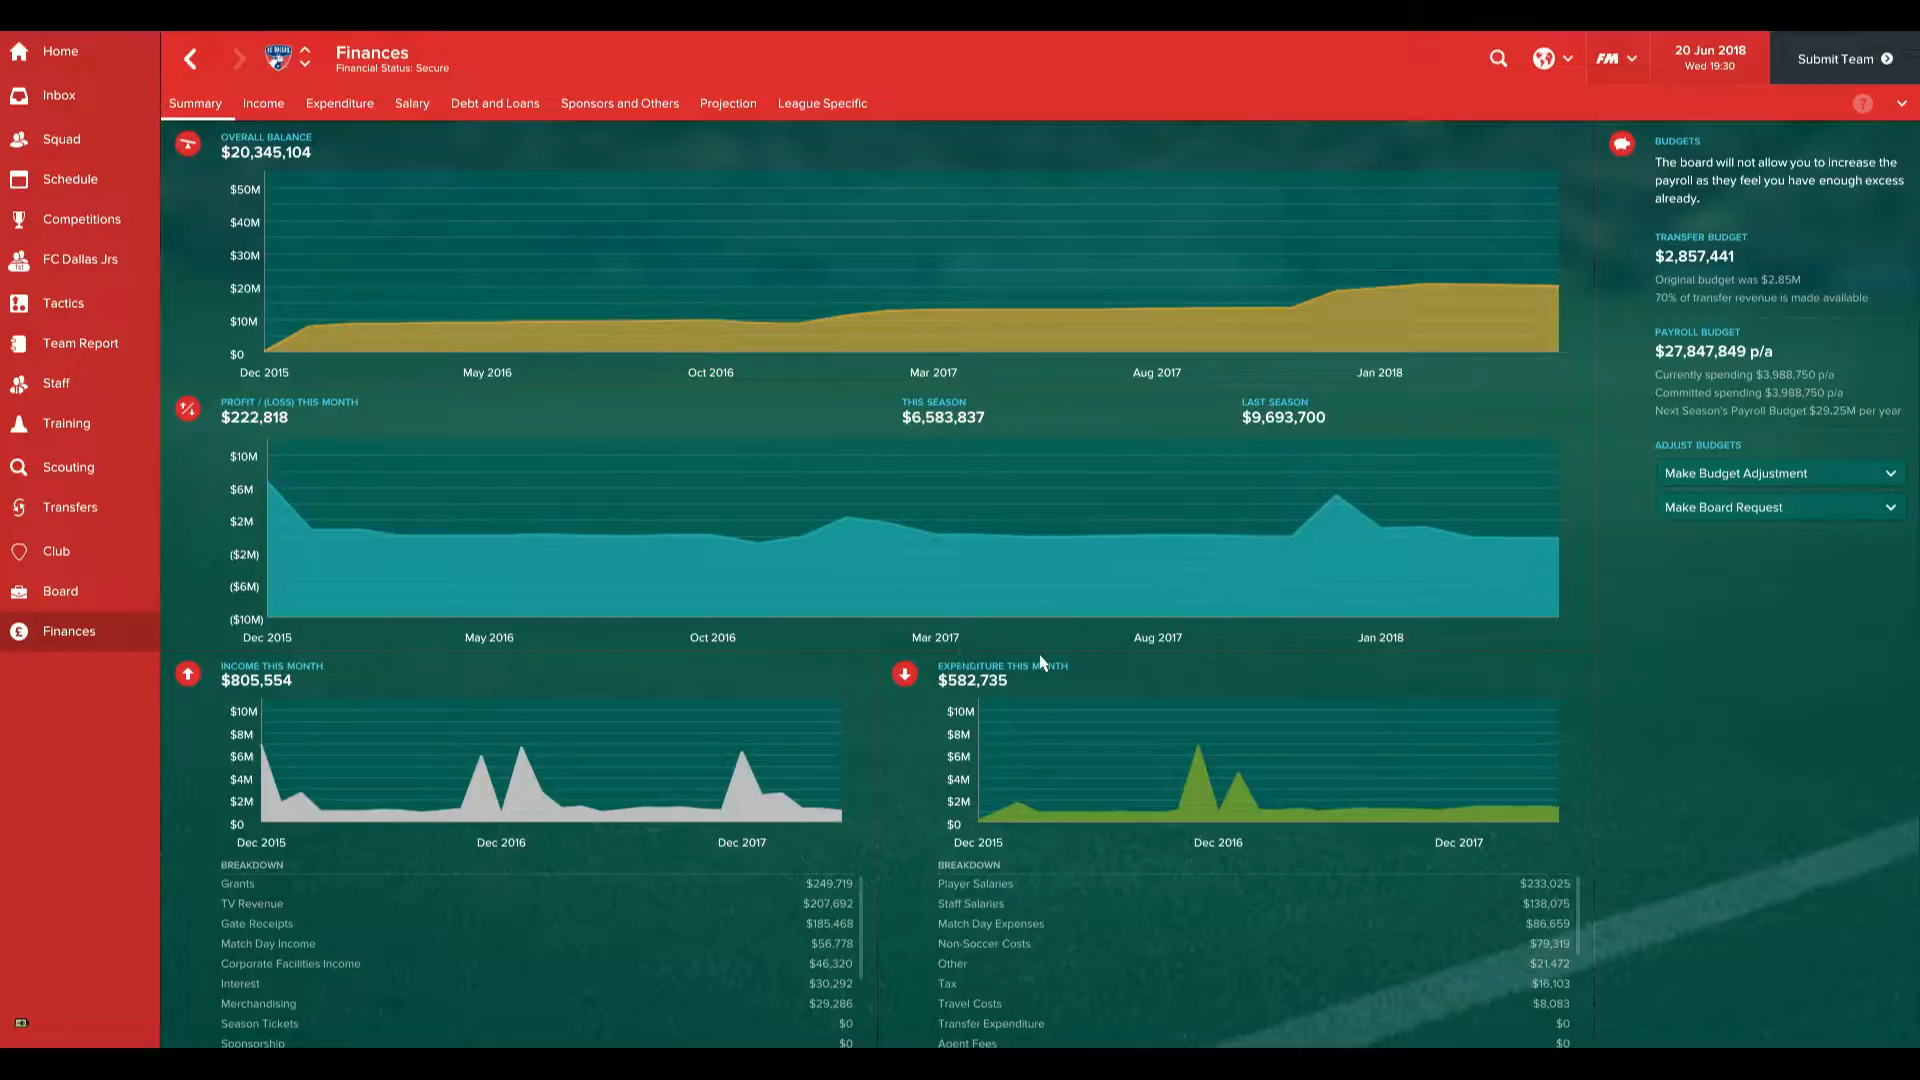 Home
Inbox
Squad
Schedule
Competitions
FC Dallas Jrs
Tactics
Team Report
Staff
Training
Scouting
Transfers
Club
Board
Finances
Finances
Financial Status: Secure
FM
20 Jun 2018
Wed 19:30
Submit Team
Summary Income Expenditure Salary Debt and Loans Sponsors and Others Projection League Specific
?
OVERALL BALANCE
$20,345,104
$50M
$40M
$30M
$20M
$10M
$0
Dec 2015 May 2016 Oct 2016 Mar 2017 Aug 2017 Jan 2018
PROFIT / (LOSS) THIS MONTH
$222,818
THIS SEASON
$6,583,837
LAST SEASON
$9,693,700
$10M
$6M
$2M
($2M)
($6M)
($10M)
Dec 2015 May 2016 Oct 2016 Mar 2017 Aug 2017 Jan 2018
INCOME THIS MONTH
$805,554
$10M
$8M
$6M
$4M
$2M
$0
Dec 2015 Dec 2016 Dec 2017
BREAKDOWN
Grants $249,719
TV Revenue $207,692
Gate Receipts $185,468
Match Day Income $56,778
Corporate Facilities Income $46,320
Interest $30,292
Merchandising $29,286
Season Tickets $0
Sponsorship $0
EXPENDITURE THIS MONTH
$582,735
$10M
$8M
$6M
$4M
$2M
$0
Dec 2015 Dec 2016 Dec 2017
BREAKDOWN
Player Salaries $233,025
Staff Salaries $138,075
Match Day Expenses $86,659
Non-Soccer Costs $79,319
Other $21,472
Tax $16,103
Travel Costs $8,083
Transfer Expenditure $0
Agent Fees $0
BUDGETS
The board will not allow you to increase the
payroll as they feel you have enough excess
already.
TRANSFER BUDGET
$2,857,441
Original budget was $2.85M
70% of transfer revenue is made available
PAYROLL BUDGET
$27,847,849 p/a
Currently spending $3,988,750 p/a
Committed spending $3,988,750 p/a
Next Season's Payroll Budget $29.25M per year
ADJUST BUDGETS
Make Budget Adjustment
Make Board Request